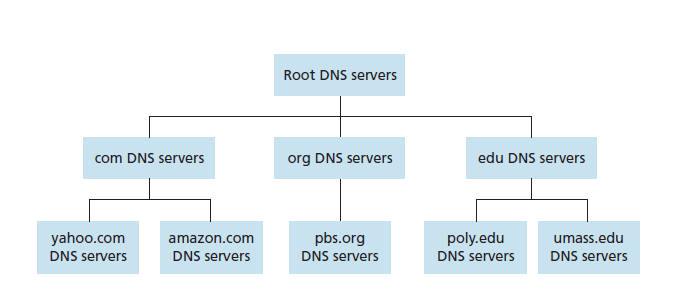 Root DNS servers
com DNS servers
org DNS servers
edu DNS servers
yahoo.com
DNS servers
amazon.com
DNS servers
pbs.org
DNS servers
poly.edu
DNS servers
umass.edu
DNS servers